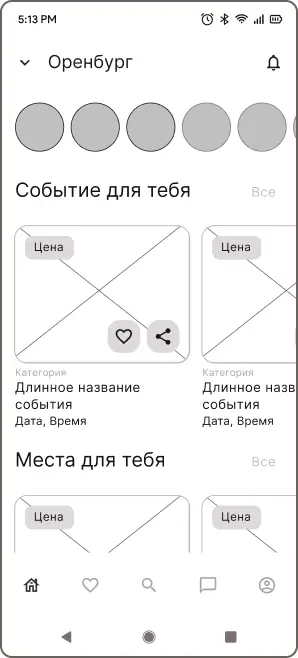 5:13 PM
Оренбург
Событие для тебя
Все
Цена
Цена
Категория
Категория
Длинное название
события
Длинное назв
события
Дата, Время
Дата, Время
Места для тебя
Все
Цена
Цена